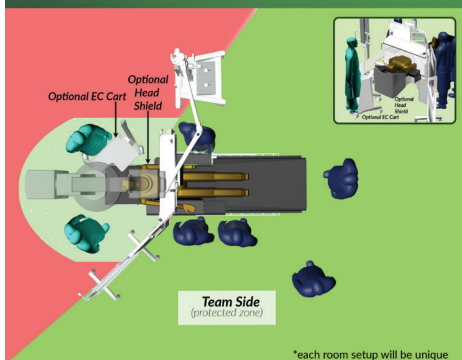 Optional
Head
Shield
Optional EC Cart
Optional
Head
Shield
Optional EC Cart
Team Side
(protected zone)
*each room setup will be unique